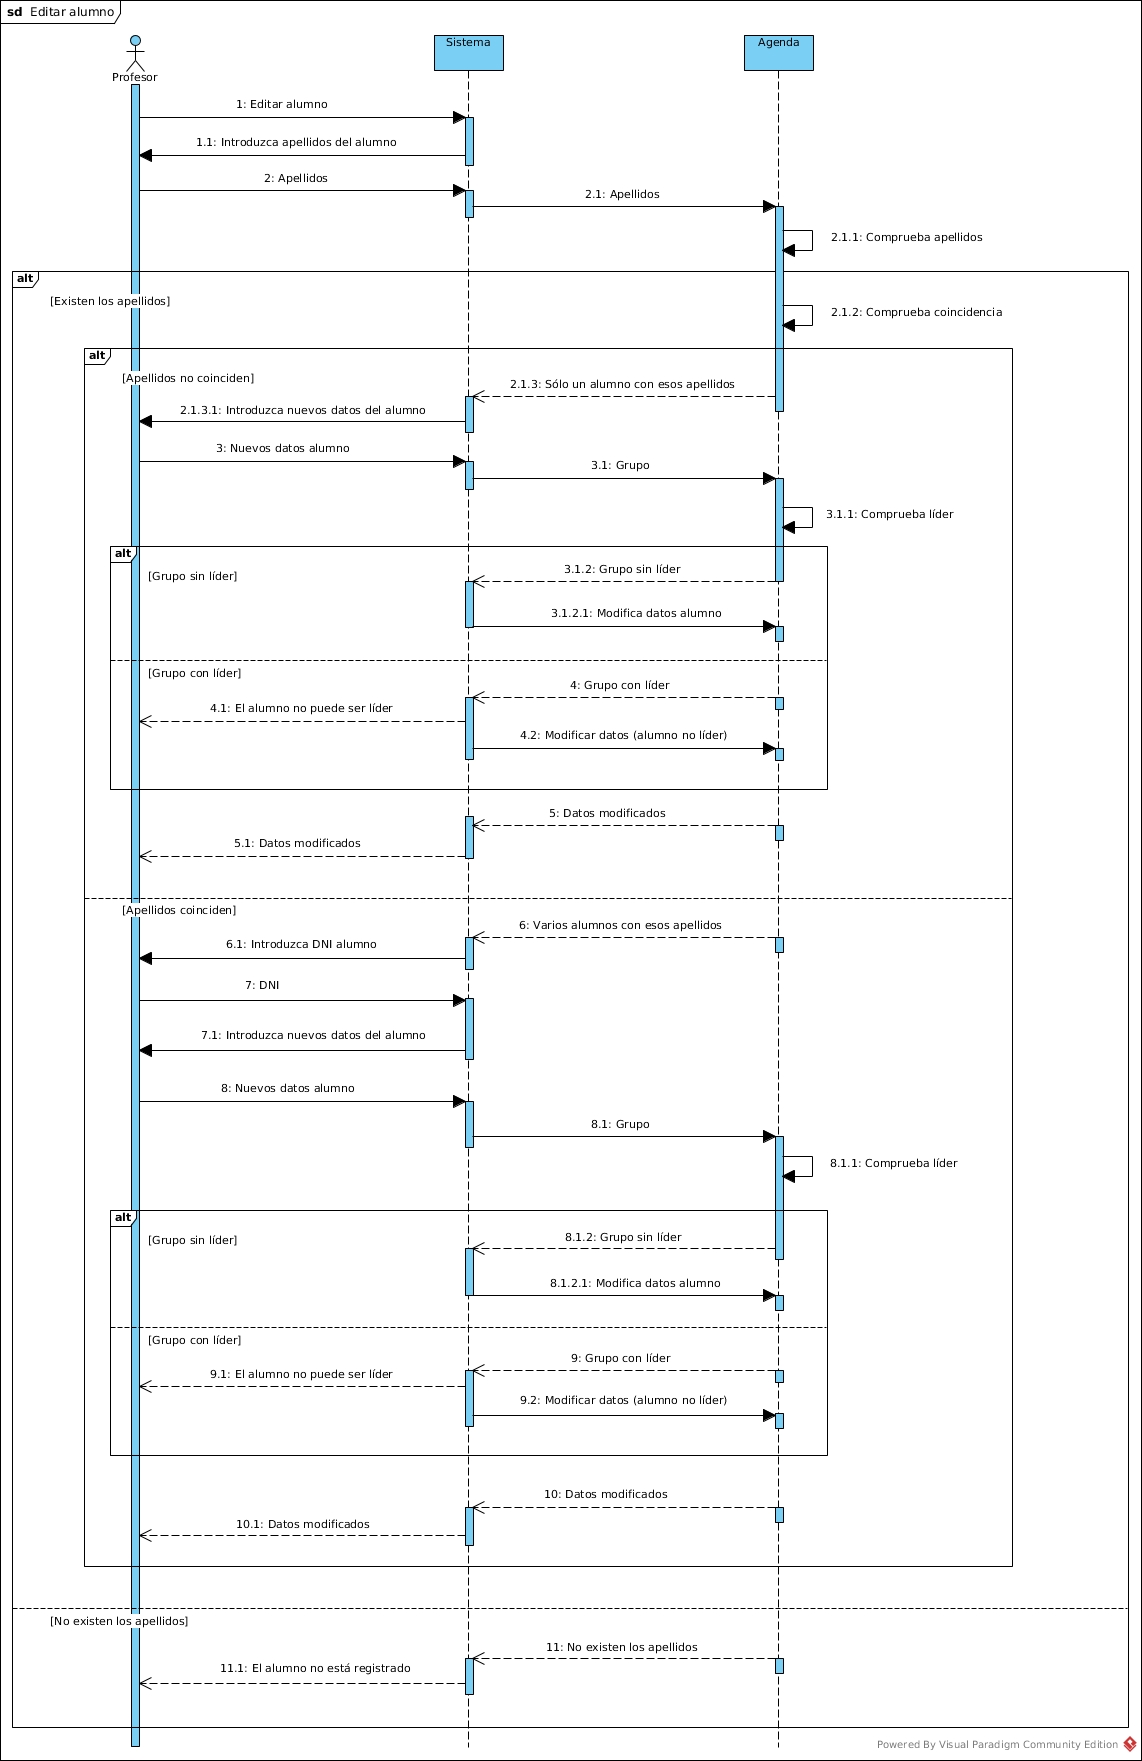 sd Editar alumno
Profesor
Sistema
Agenda
1: Editar alumno
1.1: Introduzca apellidos del alumno
2: Apellidos
2.1: Apellidos
2.1.1: Comprueba apellidos
alt
[Existen los apellidos]
2.1.2: Comprueba coincidencia
alt
[Apellidos no coinciden]
2.1.3: Sólo un alumno con esos apellidos
2.1.3.1: Introduzca nuevos datos del alumno
3: Nuevos datos alumno
3.1: Grupo
3.1.1: Comprueba líder
alt
[Grupo sin líder]
3.1.2: Grupo sin líder
3.1.2.1: Modifica datos alumno
[Grupo con líder]
4: Grupo con líder
4.1: El alumno no puede ser líder
4.2: Modificar datos (alumno no líder)
5: Datos modificados
5.1: Datos modificados
[Apellidos coinciden]
6: Varios alumnos con esos apellidos
6.1: Introduzca DNI alumno
7: DNI
7.1: Introduzca nuevos datos del alumno
8: Nuevos datos alumno
8.1: Grupo
8.1.1: Comprueba líder
alt
[Grupo sin líder]
8.1.2: Grupo sin líder
8.1.2.1: Modifica datos alumno
[Grupo con líder]
9: Grupo con líder
9.1: El alumno no puede ser líder
9.2: Modificar datos (alumno no líder)
10: Datos modificados
10.1: Datos modificados
[No existen los apellidos]
11: No existen los apellidos
11.1: El alumno no está registrado
Powered By Visual Paradigm Community Edition